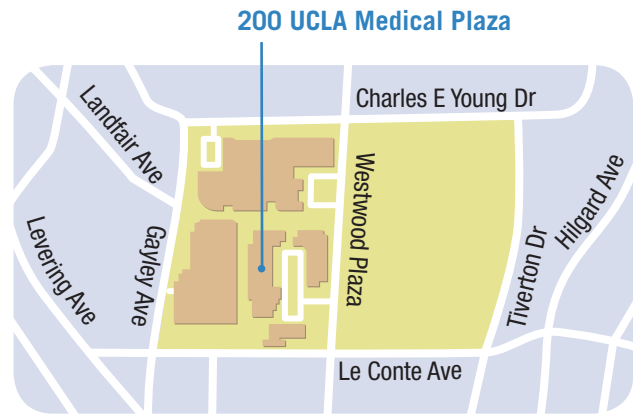 200 UCLA Medical Plaza
Charles E Young Dr
Landfair Ave
Westwood Plaza
Hilgard Ave
Gayley Ave
Tiverton Dr
Levering Ave
Le Conte Ave